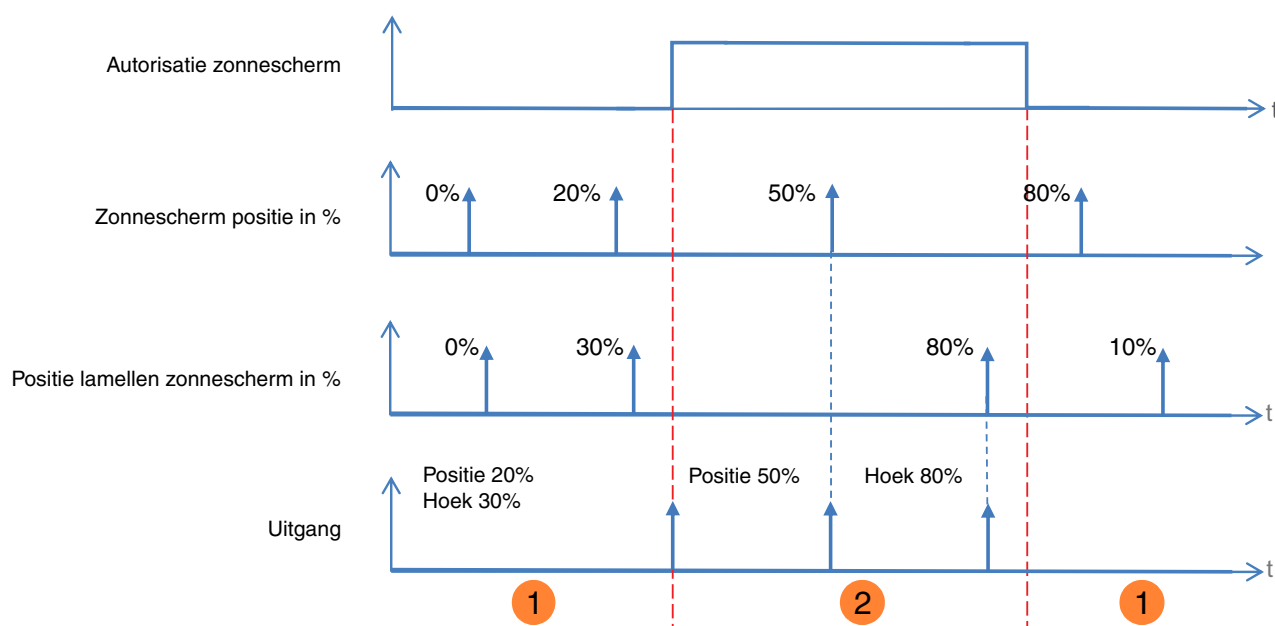 Autorisatie zonnescherm
t
0%
20%
50%
80%
Zonnescherm positie in %
0%
30%
80%
10%
Positie lamellen zonnescherm in %
t
Positie 20%
Hoek 30%
Positie 50%
Hoek 80%
Uitgang
t
1
2
1